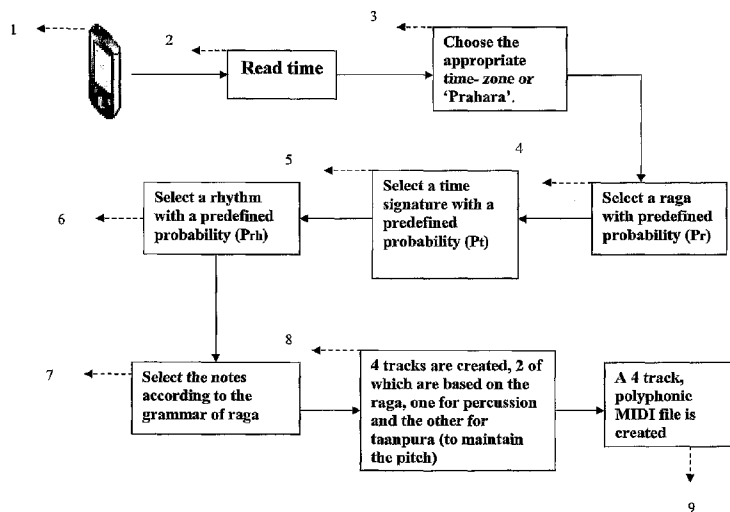 1
2
Read time
3
Choose the
appropriate
time- zone or
‘Prahara’.
4
Select a raga
with predefined
probability (Pr)
5
Select a time
signature with a
predefined
probability (Pt)
6
Select a rhythm
with a predefined
probability (Prh)
7
Select the notes
according to the
grammar of raga
8
4 tracks are created, 2 of
which are based on the
raga, one for percussion
and the other for
taanpura (to maintain
the pitch)
A 4 track,
polyphonic
MIDI file is
created
9